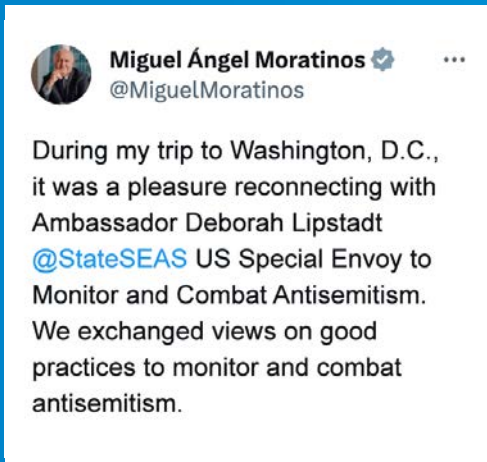 Miguel Ángel Moratinos
@MiguelMoratinos
During my trip to Washington, D.C.,
it was a pleasure reconnecting with
Ambassador Deborah Lipstadt
@StateSEAS US Special Envoy to
Monitor and Combat Antisemitism.
We exchanged views on good
practices to monitor and combat
antisemitism.